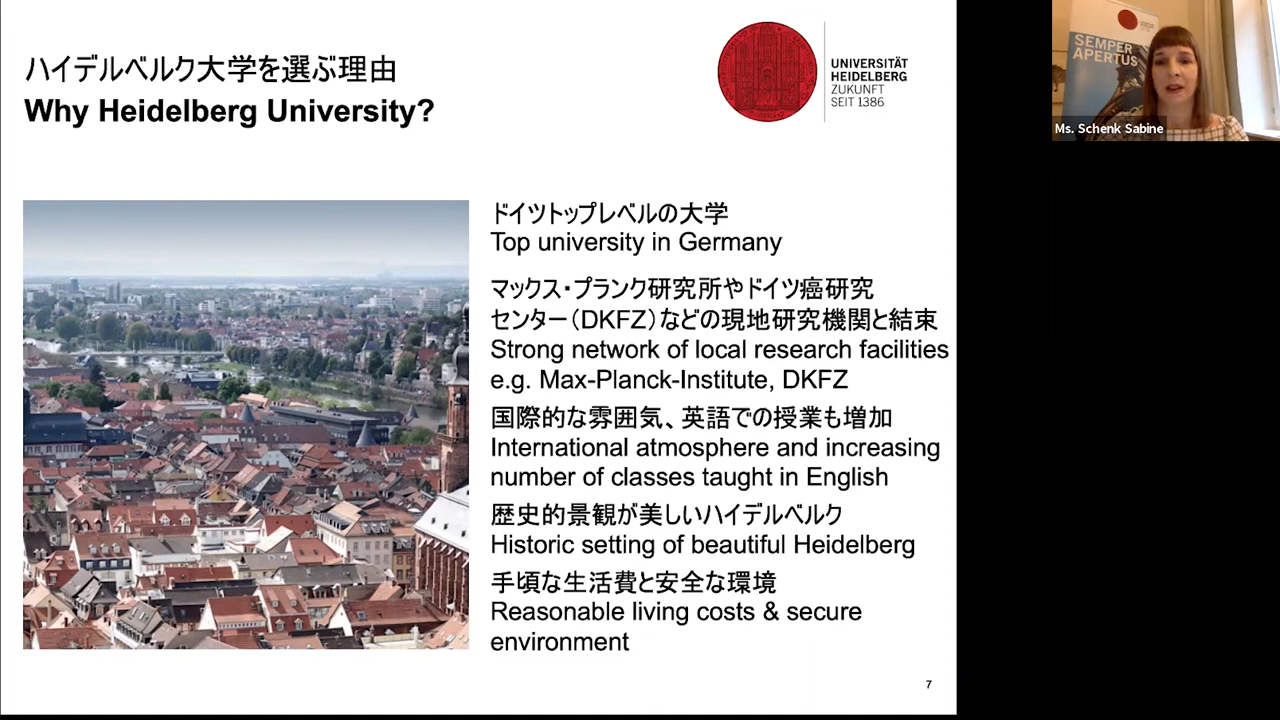 ハイデルベルク大学を選ぶ理由
Why Heidelberg University?
UNIVERSITÄT
HEIDELBERG
ZUKUNFT
SEIT 1386
ドイツトップレベルの大学
Top university in Germany
マックス・プランク研究所やドイツ癌研究
センター（DKFZ）などの現地研究機関と結束
Strong network of local research facilities
e.g. Max-Planck-Institute, DKFZ
国際的な雰囲気、英語での授業も増加
International atmosphere and increasing
number of classes taught in English
歴史的景観が美しいハイデルベルク
Historic setting of beautiful Heidelberg
手頃な生活費と安全な環境
Reasonable living costs & secure
environment
7
SEMPER
APERTUS
Ms. Schenk Sabine